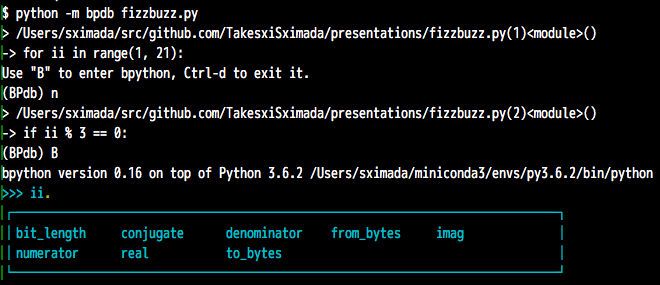 $ python -m bpdb fizzbuzz.py
> /Users/sximada/src/github.com/TakesxiSximada/presentations/fizzbuzz.py(1)<module>()
-> for ii in range(1, 21):
Use "B" to enter bpython, Ctrl-d to exit it.
(BPdb) n
> /Users/sximada/src/github.com/TakesxiSximada/presentations/fizzbuzz.py(2)<module>()
-> if ii % 3 == 0:
(BPdb) B
bpython version 0.16 on top of Python 3.6.2 /Users/sximada/miniconda3/envs/py3.6.2/bin/python
>>> ii.
bit_length conjugate denominator from_bytes imag
numerator real to_bytes